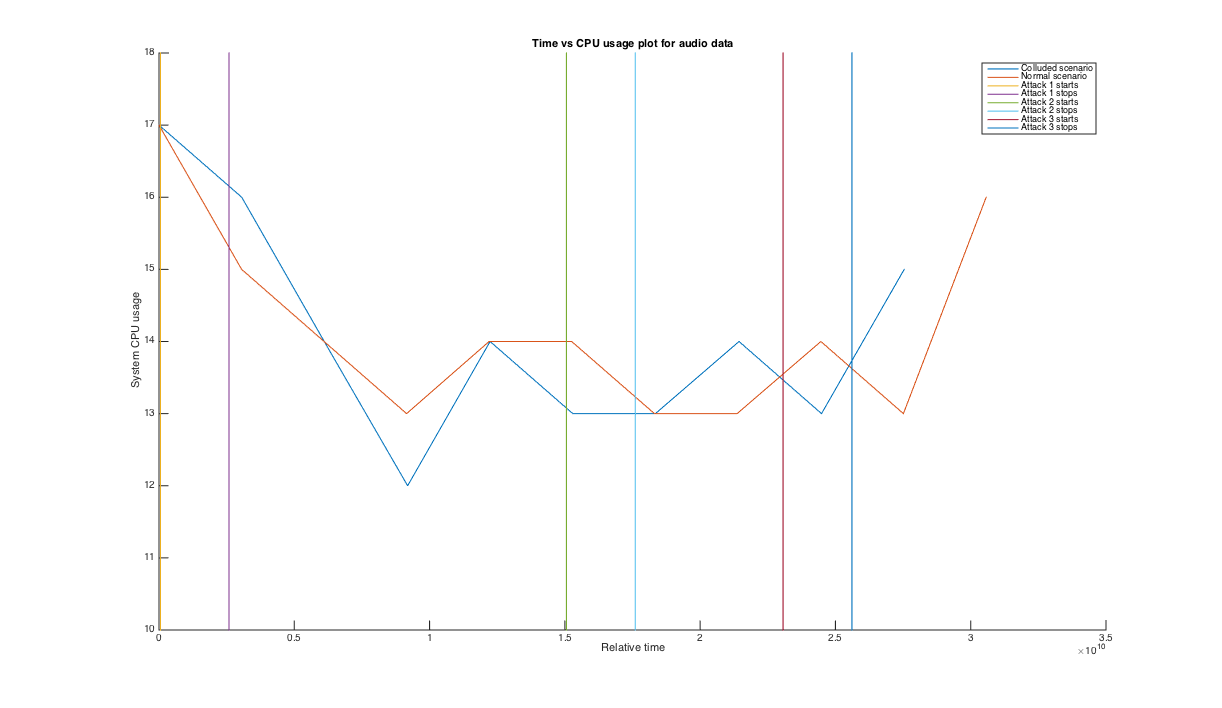 Time vs CPU usage plot for audio data
18
17
16
15
14
13
12
11
10
System CPU usage
0
0.5
1
1.5
2
2.5
3
3.5
Relative time
×10^10
Colluded scenario
Normal scenario
Attack 1 starts
Attack 1 stops
Attack 2 starts
Attack 2 stops
Attack 3 starts
Attack 3 stops